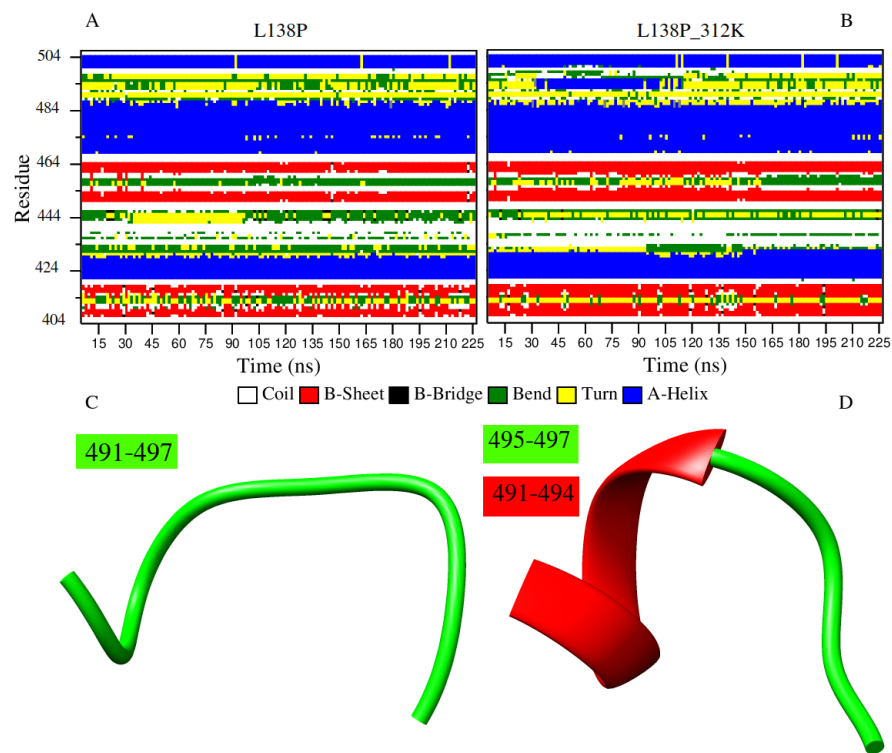 A
L138P
L138P_312K
B
Residue
504
484
464
444
424
404
15 30 45 60 75 90 105 120 135 150 165 180 195 210 225
15 30 45 60 75 90 105 120 135 150 165 180 195 210 225
Time (ns)
Time (ns)
Coil B-Sheet B-Bridge Bend Turn A-Helix
C
D
491-497
495-497
491-494